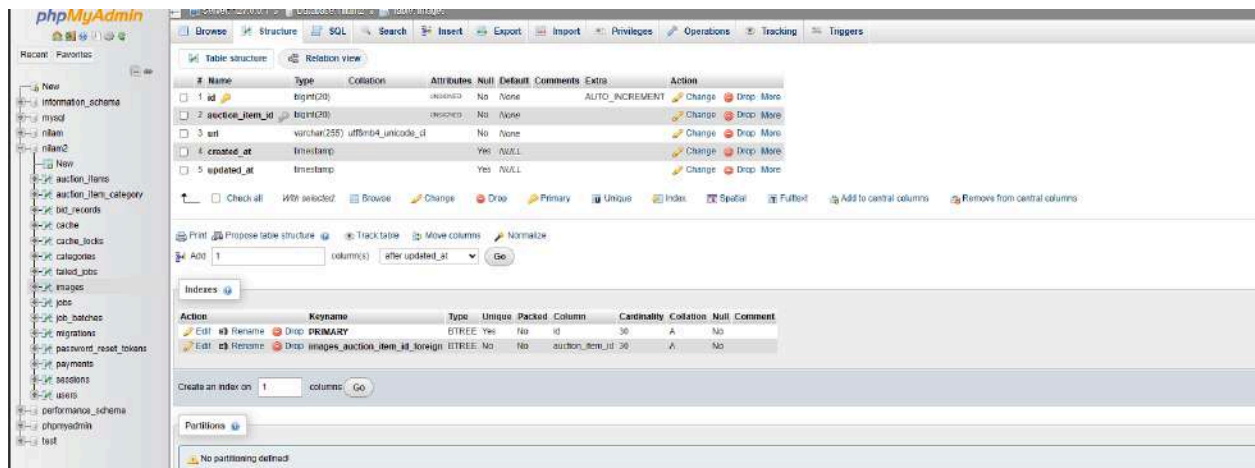 phpMyAdmin
Recent Favorites
New
information_schema
mysql
nilam
nilam2
New
auction_items
auction_item_category
bid_records
cache
cache_locks
categories
failed_jobs
images
jobs
job_batches
migrations
password_reset_tokens
payments
sessions
users
performance_schema
phpmyadmin
test
Browse Structure SQL Search Insert Export Import Privileges Operations Tracking Triggers
Table structure Relation view
# Name Type Collation Attributes Null Default Comments Extra Action
1 id bigint(20) UNSIGNED No None AUTO_INCREMENT Change Drop More
2 auction_item_id bigint(20) UNSIGNED No None Change Drop More
3 url varchar(255) utf8mb4_unicode_ci No None Change Drop More
4 created_at timestamp Yes NULL Change Drop More
5 updated_at timestamp Yes NULL Change Drop More
Check all With selected: Browse Change Drop Primary Unique Index Spatial Fulltext Add to central columns Remove from central columns
Print Propose table structure Track table Move columns Normalize
Add 1 column(s) after updated_at Go
Indexes
Action Keyname Type Unique Packed Column Cardinality Collation Null Comment
Edit Rename Drop PRIMARY BTREE Yes No id 30 A No
Edit Rename Drop images_auction_item_id_foreign BTREE No No auction_item_id 30 A No
Create an index on 1 columns Go
Partitions
No partitioning defined!